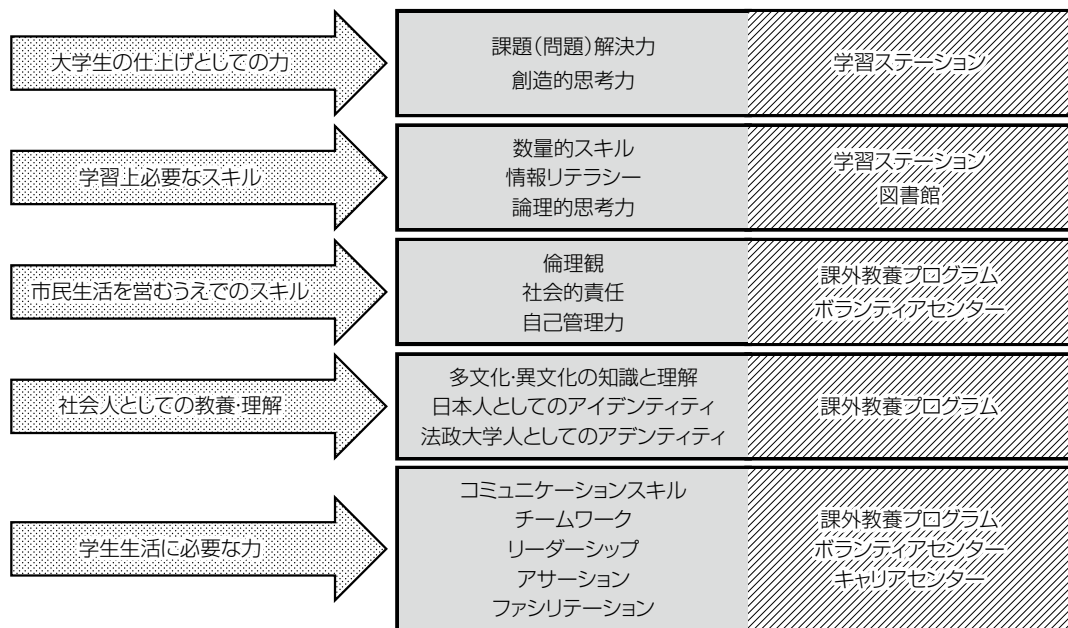 大学生の仕上げとしての力
課題(問題)解決力
創造的思考力
学習ステーション
学習上必要なスキル
数量的スキル
情報リテラシー
論理的思考力
学習ステーション
図書館
市民生活を営むうえでのスキル
倫理観
社会的責任
自己管理力
課外教養プログラム
ボランティアセンター
社会人としての教養・理解
多文化・異文化の知識と理解
日本人としてのアイデンティティ
法政大学人としてのアデンティティ
課外教養プログラム
学生生活に必要な力
コミュニケーションスキル
チームワーク
リーダーシップ
アサーション
ファシリテーション
課外教養プログラム
ボランティアセンター
キャリアセンター